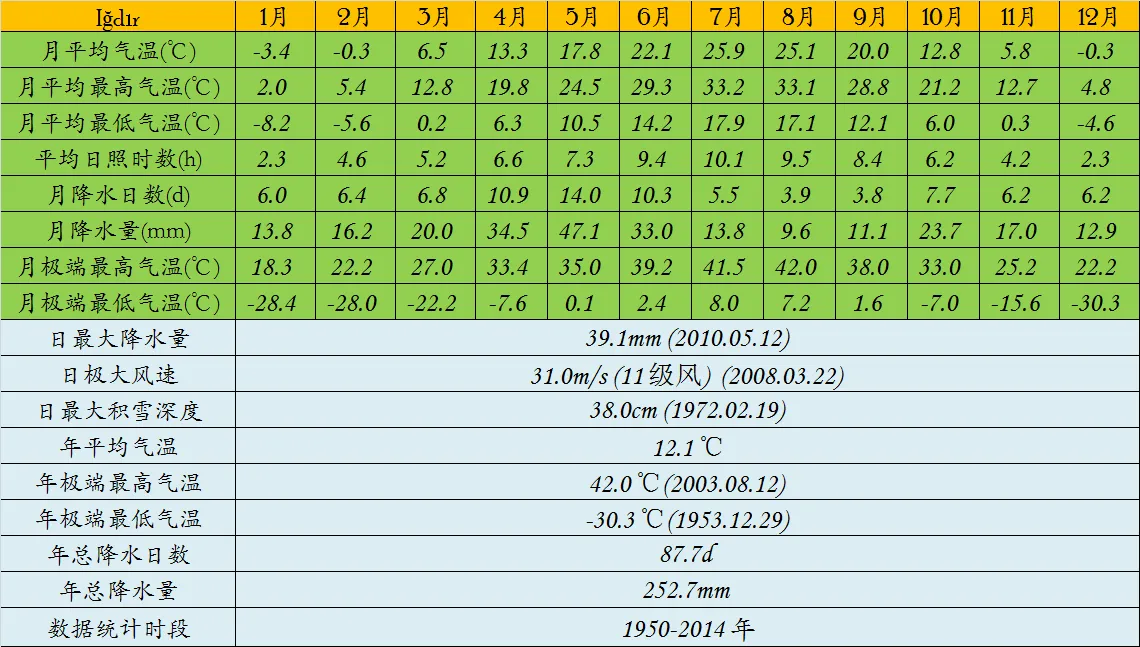 Iğdır 1月 2月 3月 4月 5月 6月 7月 8月 9月 10月 11月 12月
月平均气温(℃) -3.4 -0.3 6.5 13.3 17.8 22.1 25.9 25.1 20.0 12.8 5.8 -0.3
月平均最高气温(℃) 2.0 5.4 12.8 19.8 24.5 29.3 33.2 33.1 28.8 21.2 12.7 4.8
月平均最低气温(℃) -8.2 -5.6 0.2 6.3 10.5 14.2 17.9 17.1 12.1 6.0 0.3 -4.6
平均日照时数(h) 2.3 4.6 5.2 6.6 7.3 9.4 10.1 9.5 8.4 6.2 4.2 2.3
月降水日数(d) 6.0 6.4 6.8 10.9 14.0 10.3 5.5 3.9 3.8 7.7 6.2 6.2
月降水量(mm) 13.8 16.2 20.0 34.5 47.1 33.0 13.8 9.6 11.1 23.7 17.0 12.9
月极端最高气温(℃) 18.3 22.2 27.0 33.4 35.0 39.2 41.5 42.0 38.0 33.0 25.2 22.2
月极端最低气温(℃) -28.4 -28.0 -22.2 -7.6 0.1 2.4 8.0 7.2 1.6 -7.0 -15.6 -30.3
日最大降水量 39.1mm (2010.05.12)
日极大风速 31.0m/s (11级风) (2008.03.22)
日最大积雪深度 38.0cm (1972.02.19)
年平均气温 12.1℃
年极端最高气温 42.0℃(2003.08.12)
年极端最低气温 -30.3℃(1953.12.29)
年总降水日数 87.7d
年总降水量 252.7mm
数据统计时段 1950-2014年